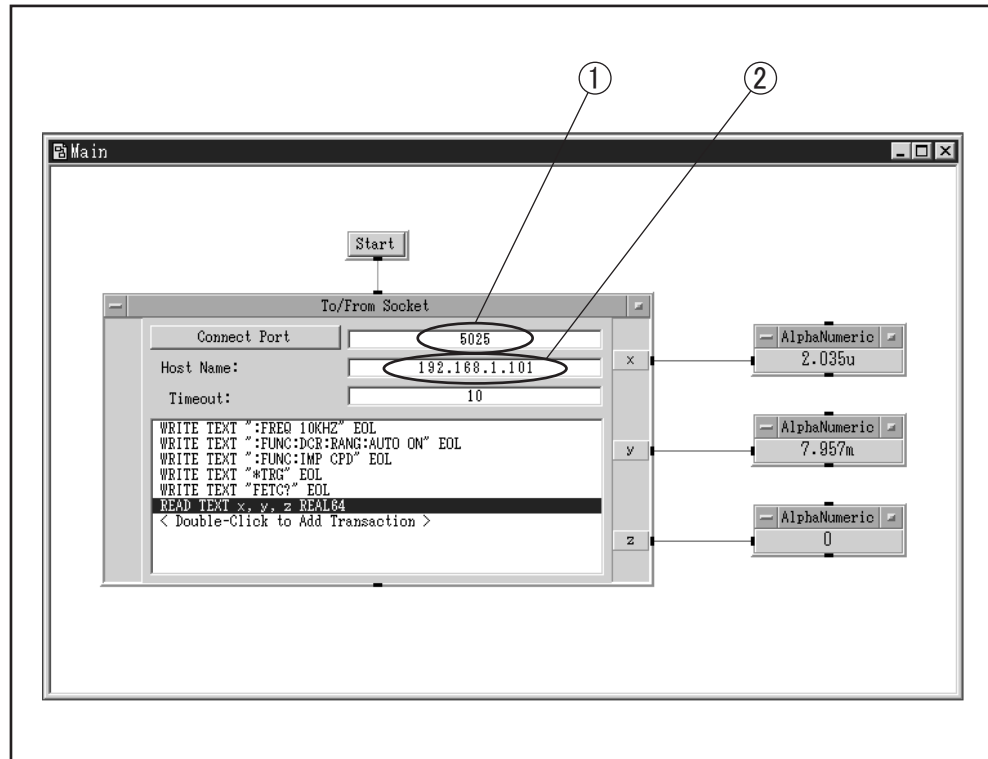 ① ②
Main
Start
To/From Socket
Connect Port 5025
Host Name: 192.168.1.101
Timeout: 10
WRITE TEXT ":FREQ 10KHZ" EOL
WRITE TEXT ":FUNC:DCR:RANG:AUTO ON" EOL
WRITE TEXT ":FUNC:IMP CPD" EOL
WRITE TEXT "*TRG" EOL
WRITE TEXT "FETC?" EOL
READ TEXT x, y, z REAL64
< Double-Click to Add Transaction >
x
y
z
AlphaNumeric
2.035u
AlphaNumeric
7.957m
AlphaNumeric
0